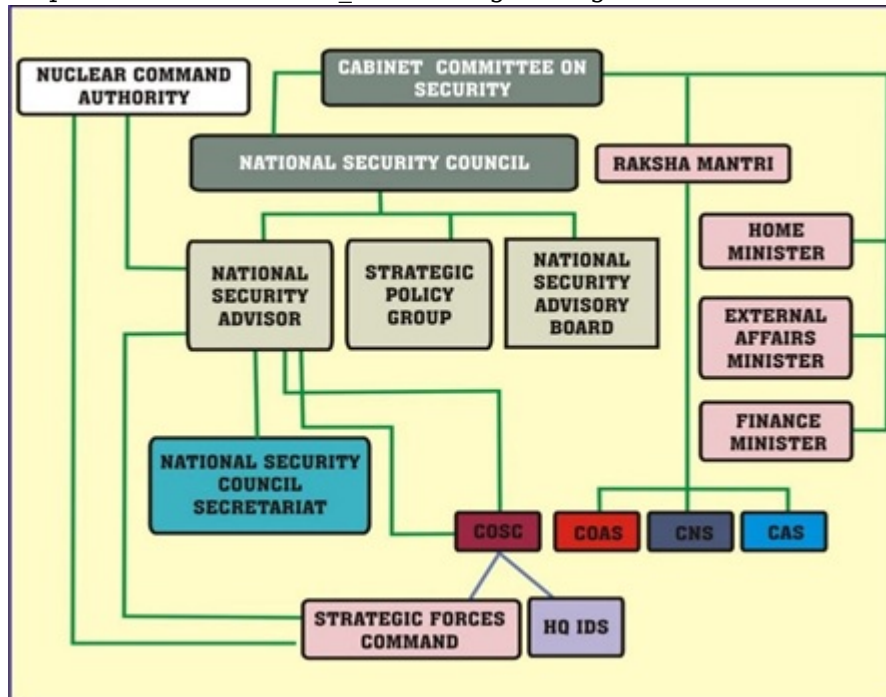 NUCLEAR COMMAND
AUTHORITY
CABINET COMMITTEE ON
SECURITY
NATIONAL SECURITY COUNCIL
RAKSHA MANTRI
HOME
MINISTER
NATIONAL
SECURITY
ADVISOR
STRATEGIC
POLICY
GROUP
NATIONAL
SECURITY
ADVISORY
BOARD
EXTERNAL
AFFAIRS
MINISTER
FINANCE
MINISTER
NATIONAL SECURITY
COUNCIL
SECRETARIAT
COSC
COAS
CNS
CAS
STRATEGIC FORCES
COMMAND
HQ IDS